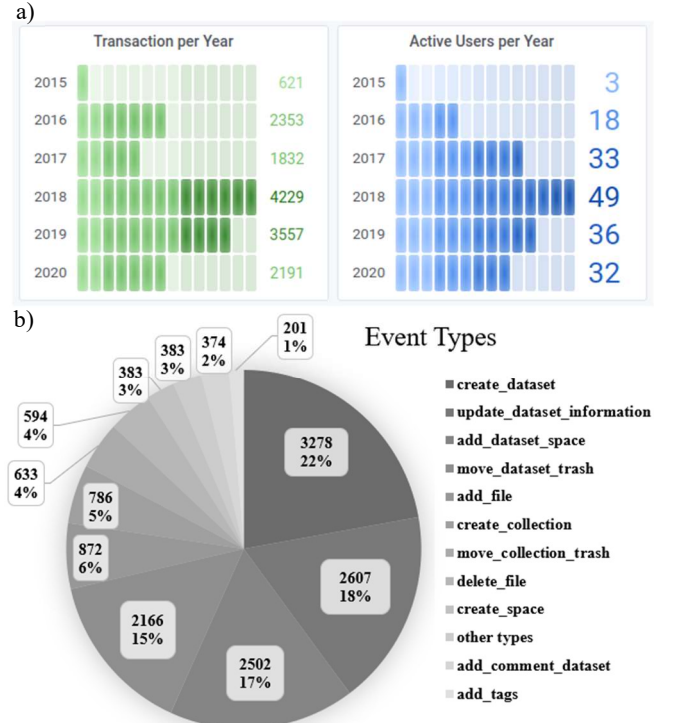 a)
Transaction per Year
2015 621
2016 2353
2017 1832
2018 4229
2019 3557
2020 2191
Active Users per Year
2015 3
2016 18
2017 33
2018 49
2019 36
2020 32
b)
Event Types
201
1%
374
2%
383
3%
383
3%
594
4%
633
4%
786
5%
872
6%
2166
15%
2502
17%
2607
18%
3278
22%
create_dataset
update_dataset_information
add_dataset_space
move_dataset_trash
add_file
create_collection
move_collection_trash
delete_file
create_space
other types
add_comment_dataset
add_tags